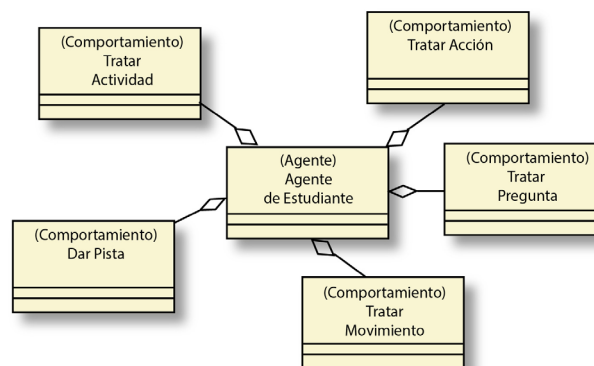 (Comportamiento)
Tratar
Actividad
(Comportamiento)
Tratar Acción
(Agente)
Agente
de Estudiante
(Comportamiento)
Tratar
Pregunta
(Comportamiento)
Dar Pista
(Comportamiento)
Tratar
Movimiento